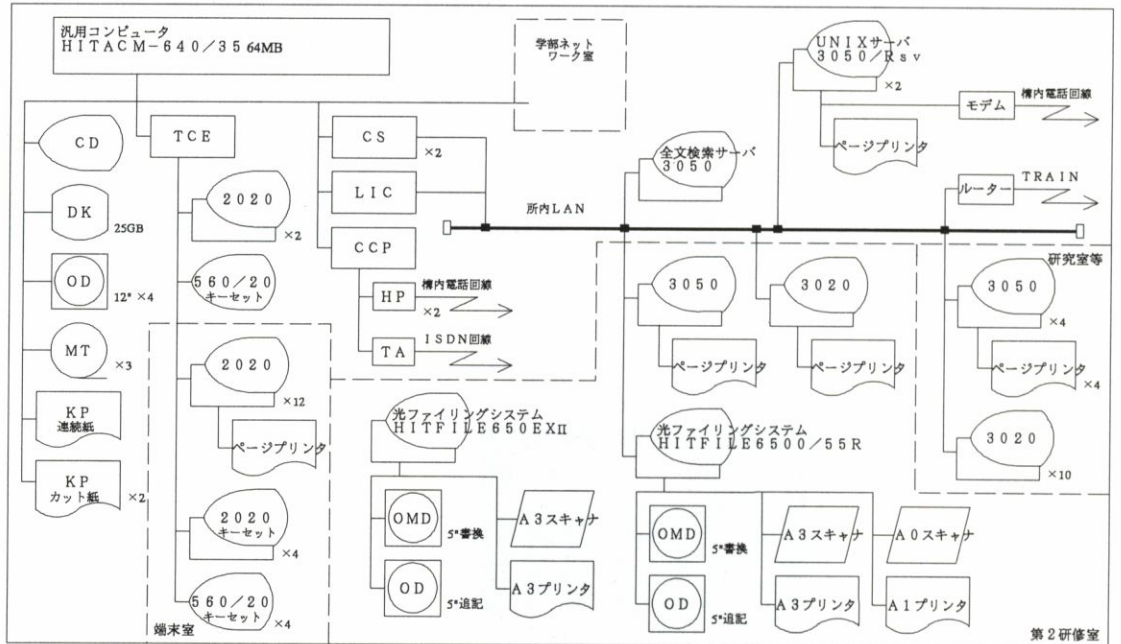 汎用コンピュータ
HITACM-640/35 64MB
学部ネット
ワーク室
UNIXサーバ
3050/Rsv
×2
モデム
構内電話回線
ページプリンタ
CD
TCE
CS
×2
全文検索サーバ
3050
ルーター
TRAIN
DK
25GB
2020
×2
LIC
所内LAN
OD
12" ×4
560/20
キーセット
CCP
HP
×2
構内電話回線
TA
ISDN回線
3050
ページプリンタ
3020
ページプリンタ
研究室等
3050
×4
ページプリンタ
×4
3020
×10
MT
×3
2020
×12
ページプリンタ
KP
連続紙
KP
カット紙
×2
2020
キーセット
×4
560/20
キーセット
×4
端末室
光ファイリングシステム
HITFILE650EXⅡ
OMD
5"書換
A3スキャナ
OD
5"追記
A3プリンタ
光ファイリングシステム
HITFILE6500/55R
OMD
5"書換
A3スキャナ
A0スキャナ
OD
5"追記
A3プリンタ
A1プリンタ
第2研修室